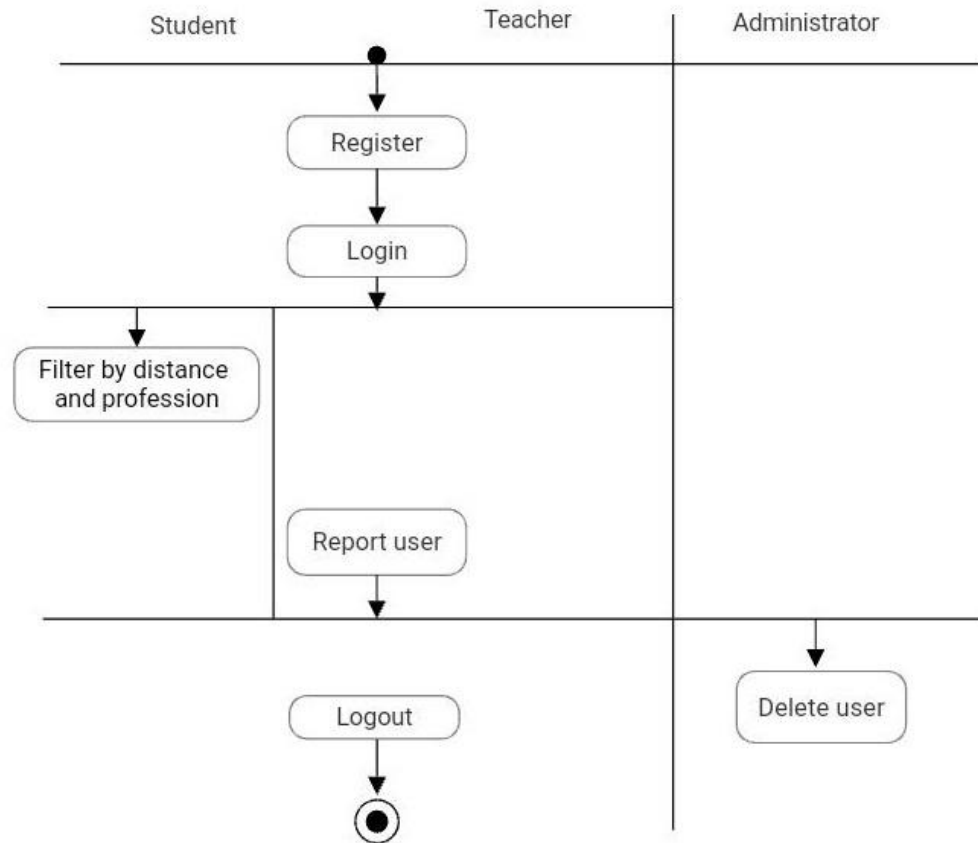 Student
Teacher
Administrator
Register
Login
Filter by distance
and profession
Report user
Logout
Delete user